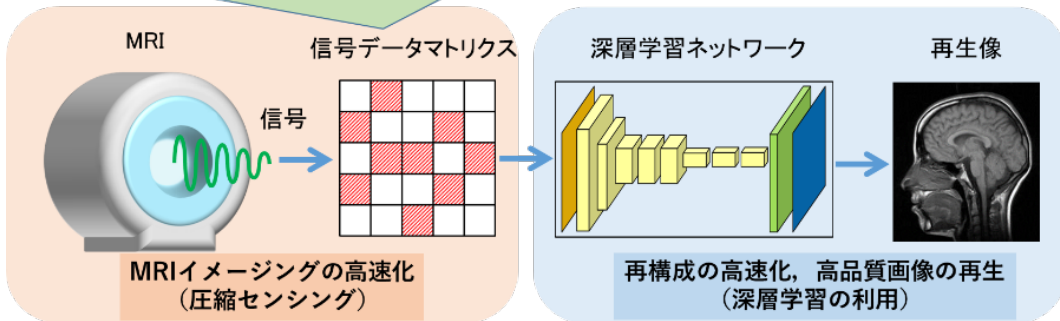 MRI
信号データマトリクス
信号
MRIイメージングの高速化
（圧縮センシング）
深層学習ネットワーク
再生像
再構成の高速化，高品質画像の再生
（深層学習の利用）